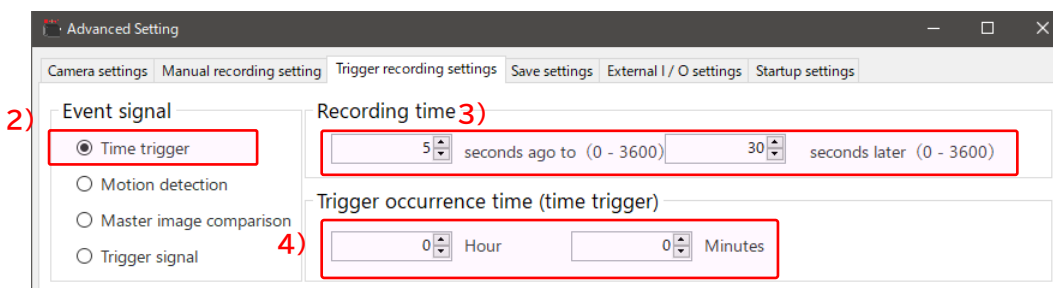 Advanced Setting
Camera settings Manual recording setting Trigger recording settings Save settings External I / O settings Startup settings
2)
Event signal
Time trigger
Motion detection
Master image comparison
Trigger signal
Recording time
3)
5 seconds ago to (0 - 3600) 30 seconds later (0 - 3600)
Trigger occurrence time (time trigger)
4)
0 Hour 0 Minutes